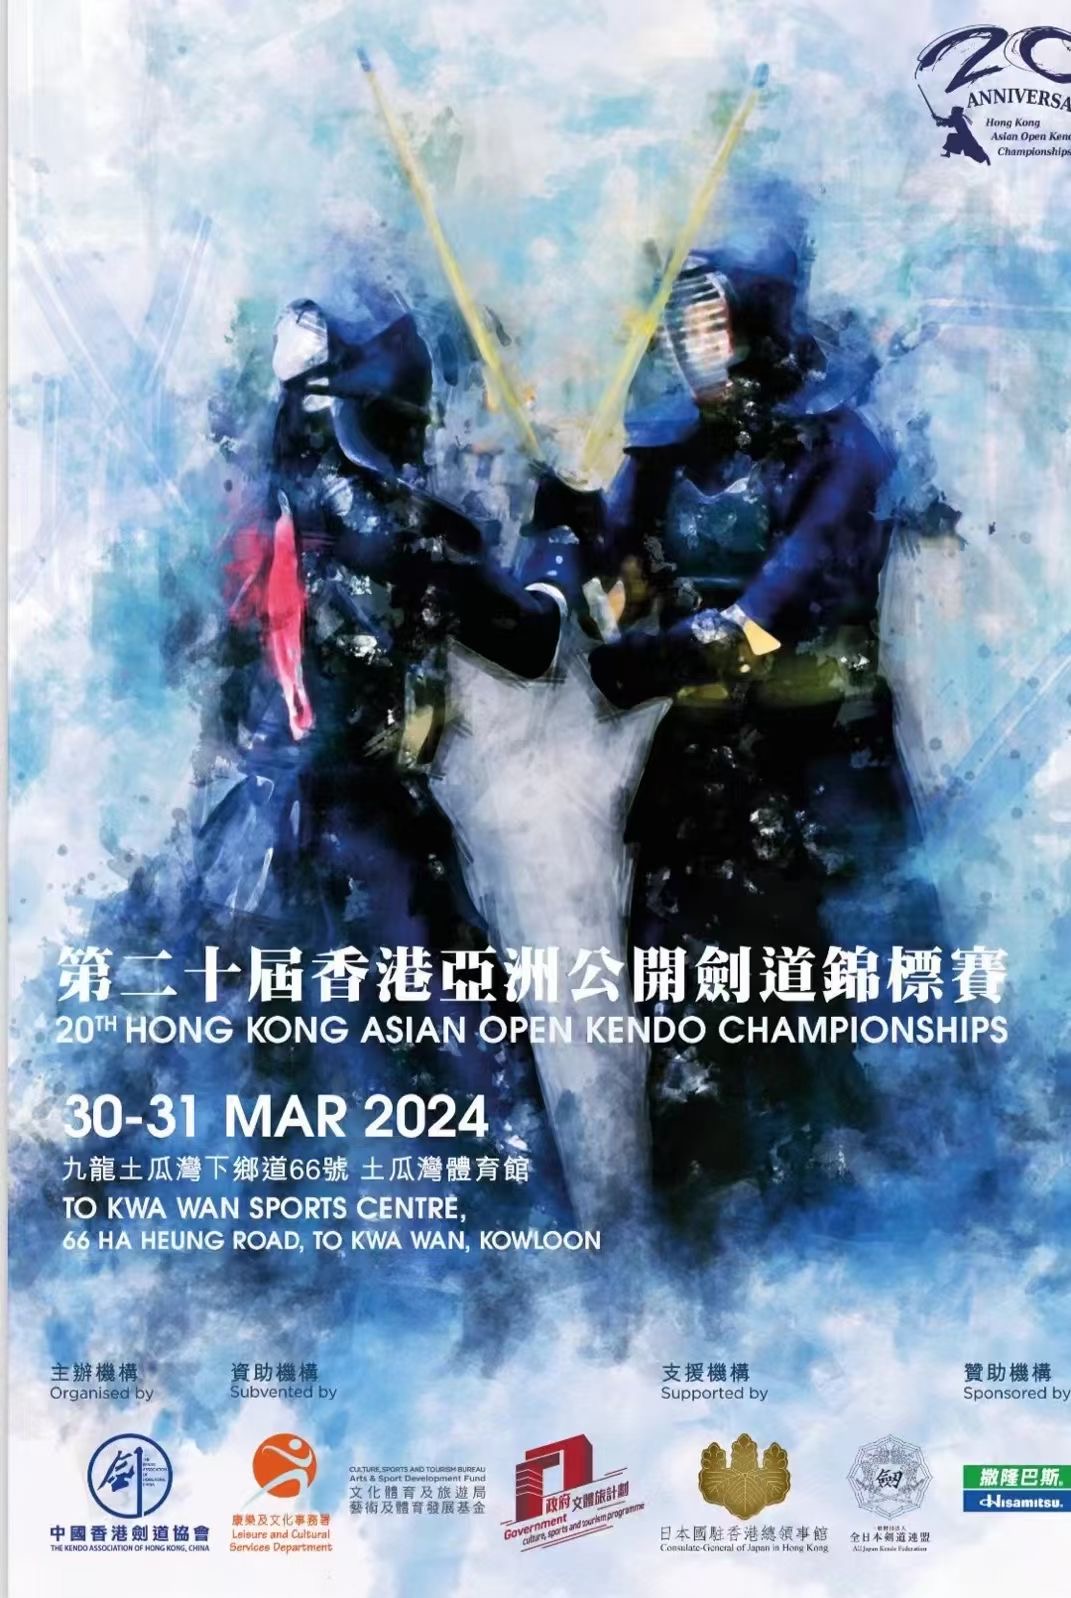 20
ANNIVERSA
Hong Kong
Asian Open Kend
Championships
第二十屆香港亞洲公開劍道錦標賽
20TH HONG KONG ASIAN OPEN KENDO CHAMPIONSHIPS
30-31 MAR 2024
九龍土瓜灣下鄉道66號 土瓜灣體育館
TO KWA WAN SPORTS CENTRE,
66 HA HEUNG ROAD, TO KWA WAN, KOWLOON
主辦機構
Organised by
資助機構
Subvented by
支援機構
Supported by
贊助機構
Sponsored by
中國香港劍道協會
THE KENDO ASSOCIATION OF HONG KONG, CHINA
康樂及文化事務署
Leisure and Cultural
Services Department
CULTURE, SPORTS AND TOURISM BUREAU
Arts & Sport Development Fund
文化體育及旅遊局
藝術及體育發展基金
政府文體旅計劃
Government
culture, sports and tourism programme
日本國駐香港總領事館
Consulate-General of Japan in Hong Kong
全日本剣道連盟
All Japan Kendo Federation
撒隆巴斯
Hisamitsu.